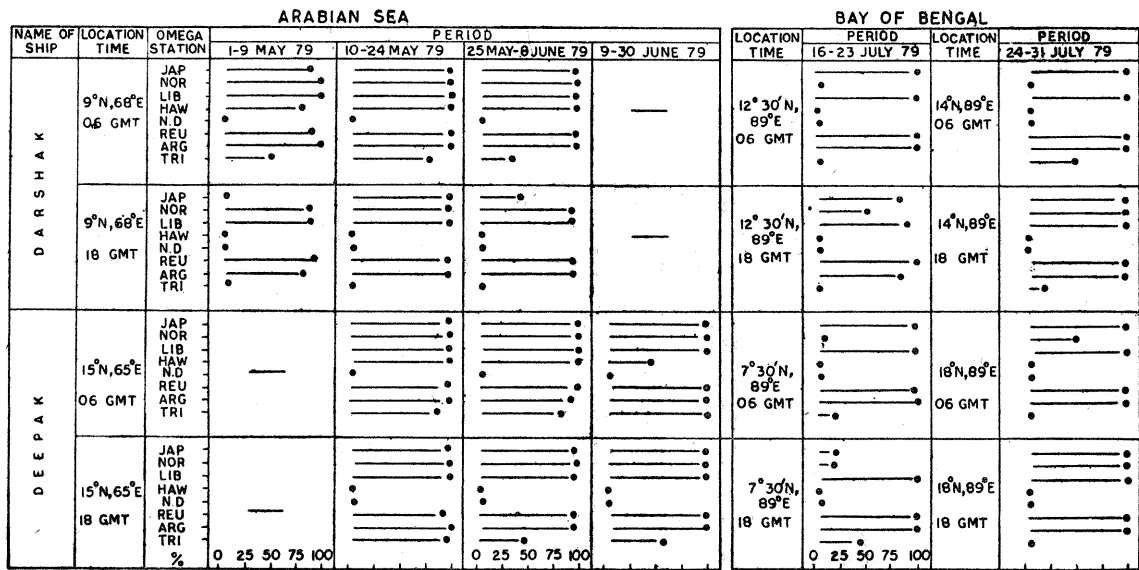 ARABIAN SEA
BAY OF BENGAL
NAME OF SHIP
LOCATION TIME
OMEGA STATION
PERIOD
1-9 MAY 79
10-24 MAY 79
25 MAY-8 JUNE 79
9-30 JUNE 79
LOCATION TIME
PERIOD
16-23 JULY 79
LOCATION TIME
PERIOD
24-31 JULY 79
DARSHAK
9°N,68°E
06 GMT
JAP
NOR
LIB
HAW
N.D
REU
ARG
TRI
12° 30'N,
89°E
06 GMT
14°N,89°E
06 GMT
9°N,68°E
18 GMT
JAP
NOR
LIB
HAW
N.D
REU
ARG
TRI
12° 30'N,
89°E
18 GMT
14°N,89°E
18 GMT
DEEPAK
15°N,65°E
06 GMT
JAP
NOR
LIB
HAW
N.D
REU
ARG
TRI
7° 30'N,
89°E
06 GMT
18°N,89°E
06 GMT
15°N,65°E
18 GMT
JAP
NOR
LIB
HAW
N D
REU
ARG
TRI
7° 30'N,
89°E
18 GMT
18°N,89°E
18 GMT
%
0 25 50 75 100
0 25 50 75 100
0 50 100